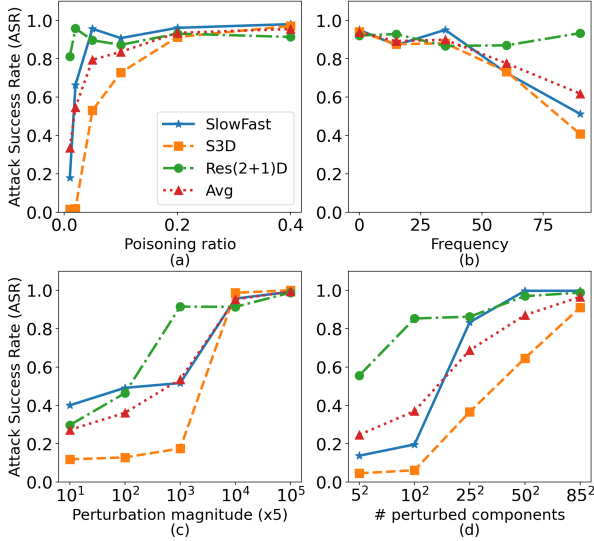 Attack Success Rate (ASR)
1.0
0.8
0.6
0.4
0.2
0.0
SlowFast
S3D
Res(2+1)D
Avg
0.0 0.2 0.4
Poisoning ratio
(a)
1.0
0.8
0.6
0.4
0.2
0.0
0 25 50 75
Frequency
(b)
Attack Success Rate (ASR)
1.0
0.8
0.6
0.4
0.2
0.0
10¹ 10² 10³ 10⁴ 10⁵
Perturbation magnitude (x5)
(c)
1.0
0.8
0.6
0.4
0.2
0.0
5² 10² 25² 50² 85²
# perturbed components
(d)